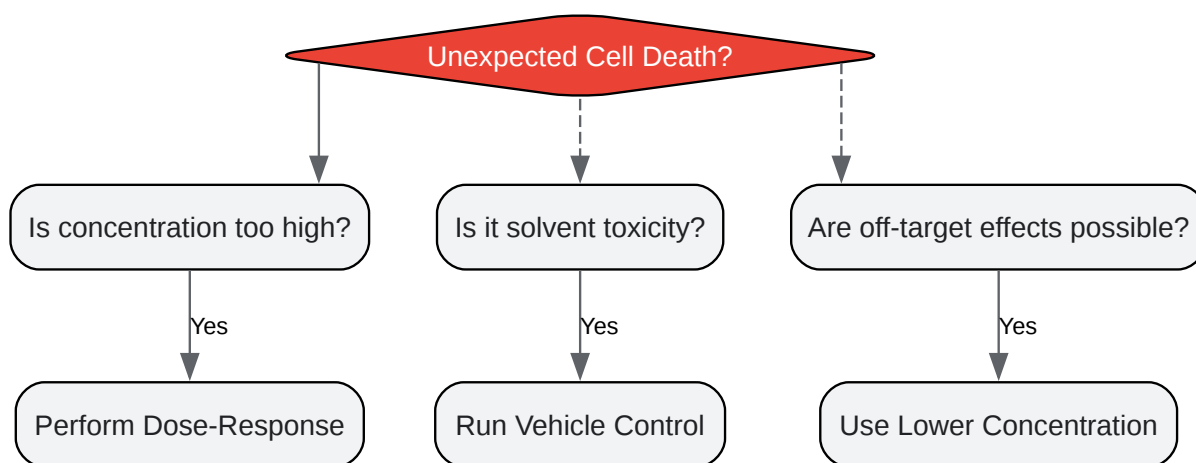 Unexpected Cell Death?
Is concentration too high?
Is it solvent toxicity?
Are off-target effects possible?
Yes
Yes
Yes
Perform Dose-Response
Run Vehicle Control
Use Lower Concentration